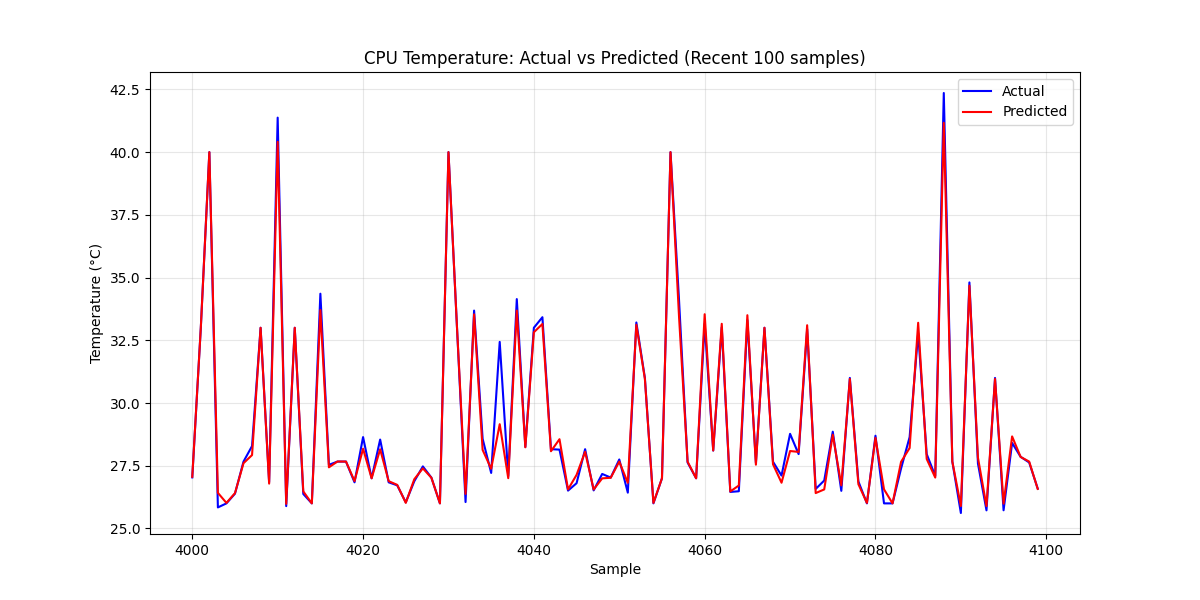 CPU Temperature: Actual vs Predicted (Recent 100 samples)
Actual
Predicted
Temperature (°C)
42.5
40.0
37.5
35.0
32.5
30.0
27.5
25.0
4000
4020
4040
4060
4080
4100
Sample